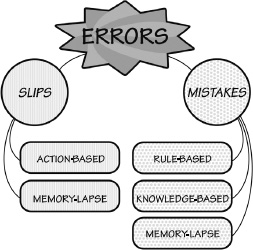 ERRORS
SLIPS
MISTAKES
ACTION-BASED
RULE-BASED
MEMORY-LAPSE
KNOWLEDGE-BASED
MEMORY-LAPSE